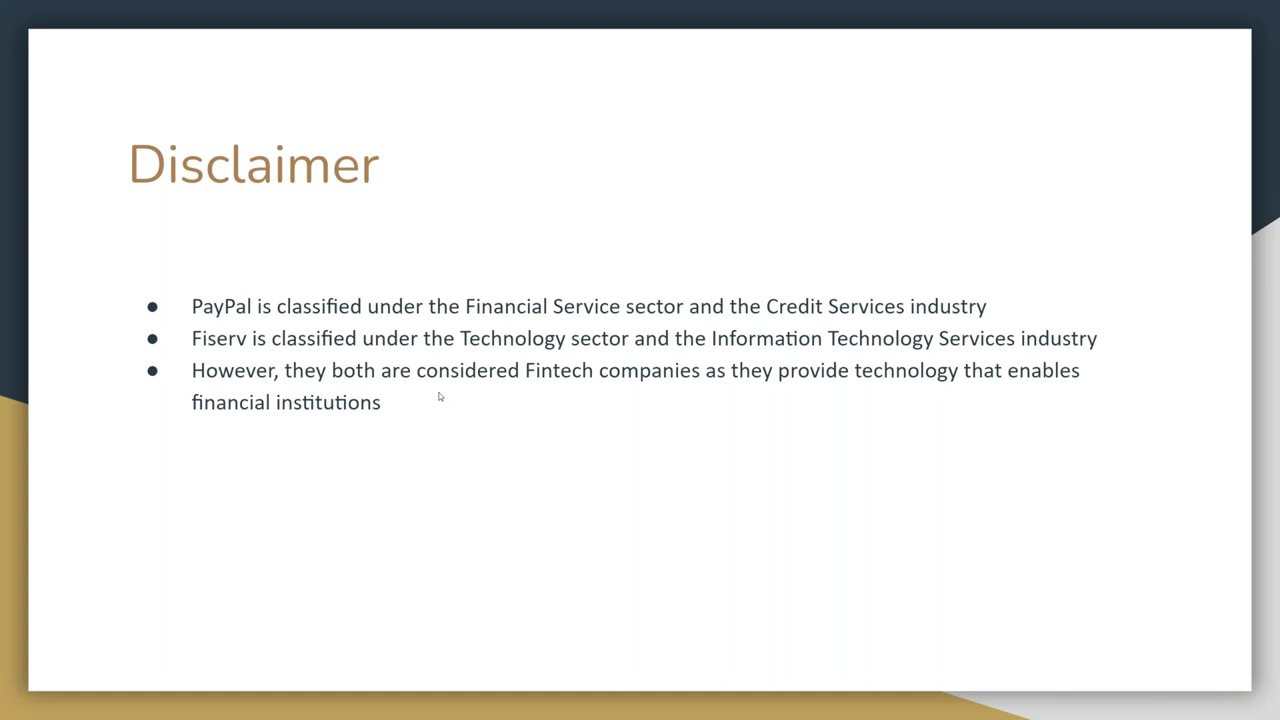 Disclaimer
● PayPal is classified under the Financial Service sector and the Credit Services industry
● Fiserv is classified under the Technology sector and the Information Technology Services industry
● However, they both are considered Fintech companies as they provide technology that enables
financial institutions